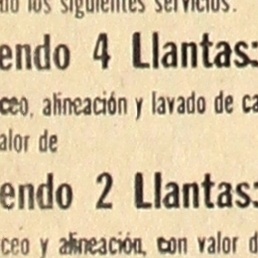 los siguientes servicios:
endo 4 Llantas:
ceo, alineación y lavado de ca
alor de
endo 2 Llantas:
ceo y alineación, con valor d